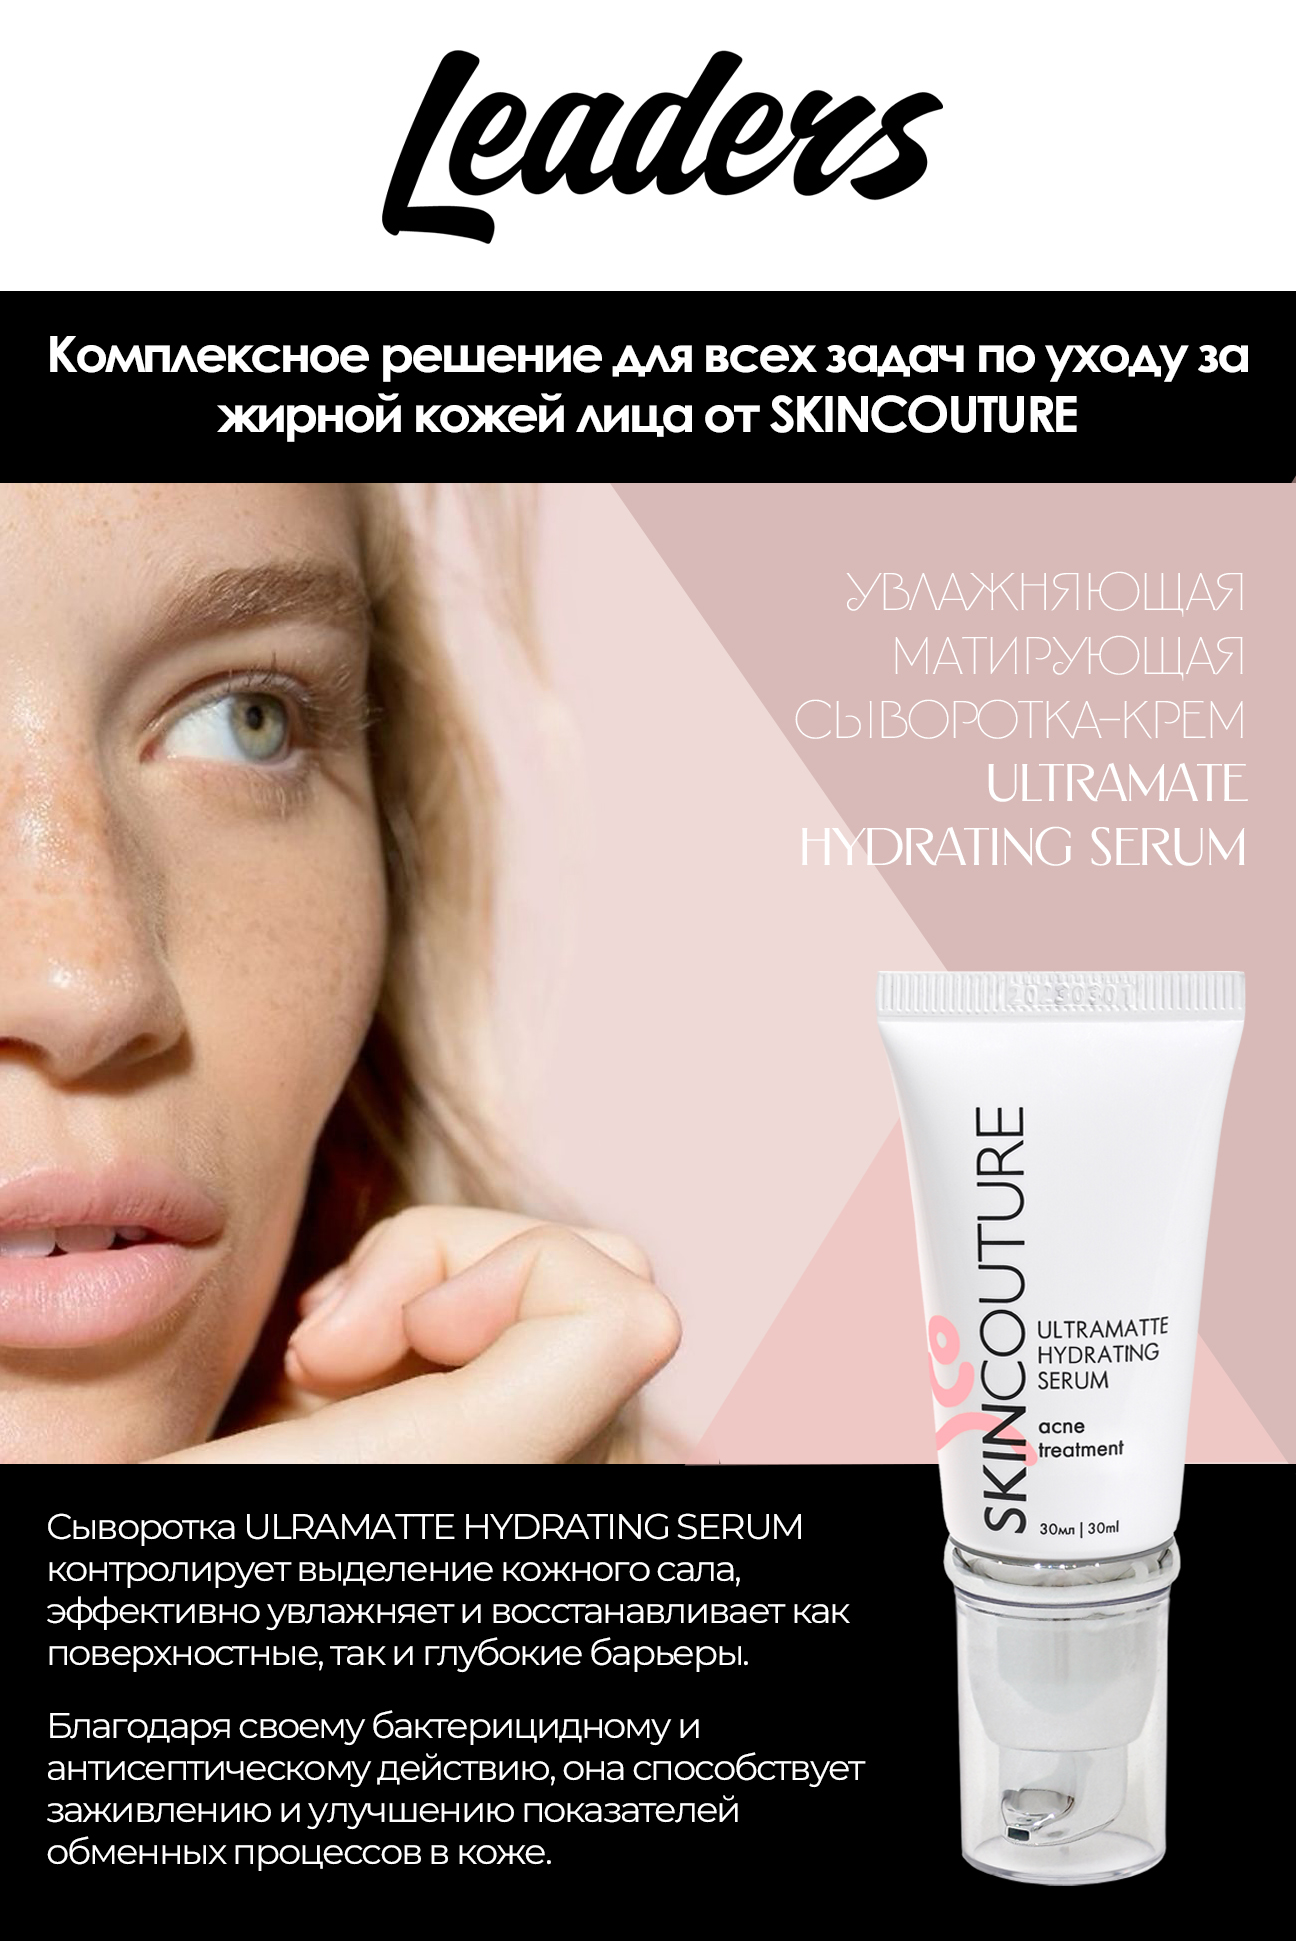 Leaders
Комплексное решение для всех задач по уходу за
жирной кожей лица от SKINCOUTURE
УВЛАЖНЯЮЩАЯ
МАТИРУЮЩАЯ
СЫВОРОТКА-КРЕМ
ULTRAMATE
HYDRATING SERUM
20230301
SKINCOUTURE
ULTRAMATTE
HYDRATING
SERUM
acne
treatment
30мл | 30ml
Сыворотка ULRAMATTE HYDRATING SERUM
контролирует выделение кожного сала,
эффективно увлажняет и восстанавливает как
поверхностные, так и глубокие барьеры.
Благодаря своему бактерицидному и
антисептическому действию, она способствует
заживлению и улучшению показателей
обменных процессов в коже.